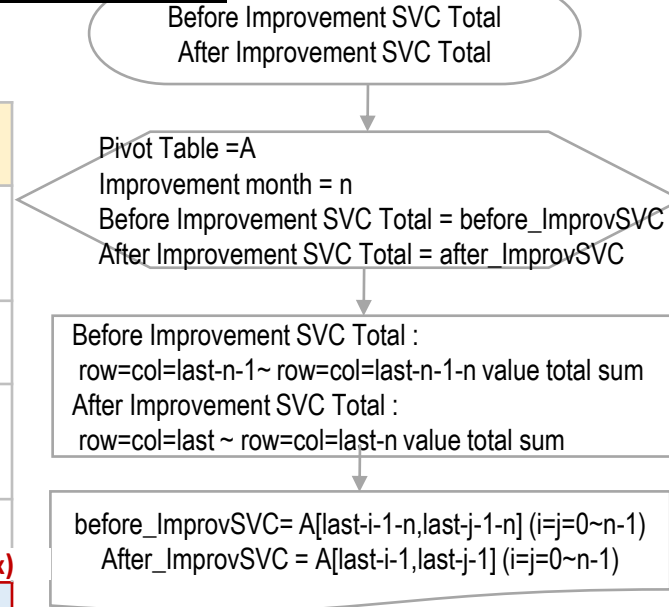 Before Improvement SVC Total
After Improvement SVC Total
Pivot Table =A
Improvement month = n
Before Improvement SVC Total = before_ImprovSVC
After Improvement SVC Total = after_ImprovSVC
Before Improvement SVC Total :
row=col=last-n-1~ row=col=last-n-1-n value total sum
After Improvement SVC Total :
row=col=last ~ row=col=last-n value total sum
before_ImprovSVC= A[last-i-1-n,last-j-1-n] (i=j=0~n-1)
After_ImprovSVC = A[last-i-1,last-j-1] (i=j=0~n-1)